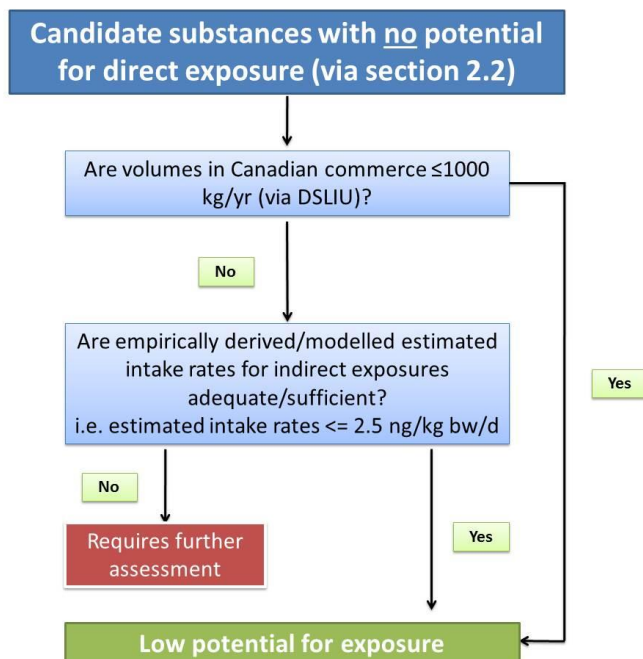 Candidate substances with no potential
for direct exposure (via section 2.2)
Are volumes in Canadian commerce ≤1000
kg/yr (via DSLIU)?
No
Are empirically derived/modelled estimated
intake rates for indirect exposures
adequate/sufficient?
i.e. estimated intake rates <= 2.5 ng/kg bw/d
Yes
No
Yes
Requires further
assessment
Low potential for exposure